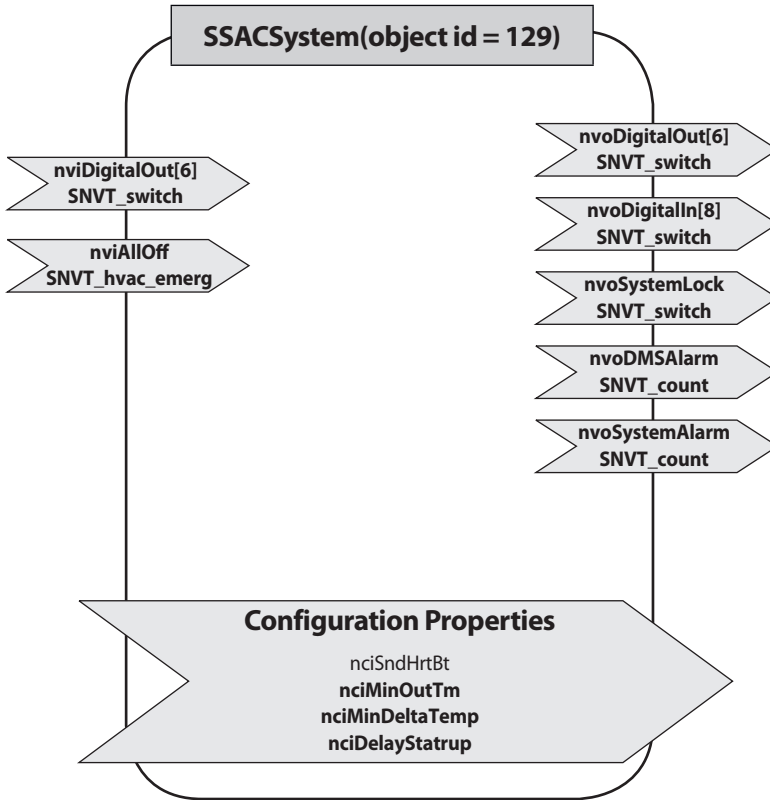 SSACSystem(object id = 129)
nviDigitalOut[6]
SNVT_switch
nviAllOff
SNVT_hvac_emerg
nvoDigitalOut[6]
SNVT_switch
nvoDigitalIn[8]
SNVT_switch
nvoSystemLock
SNVT_switch
nvoDMSAlarm
SNVT_count
nvoSystemAlarm
SNVT_count
Configuration Properties
nciSndHrtBt
nciMinOutTm
nciMinDeltaTemp
nciDelayStatrup